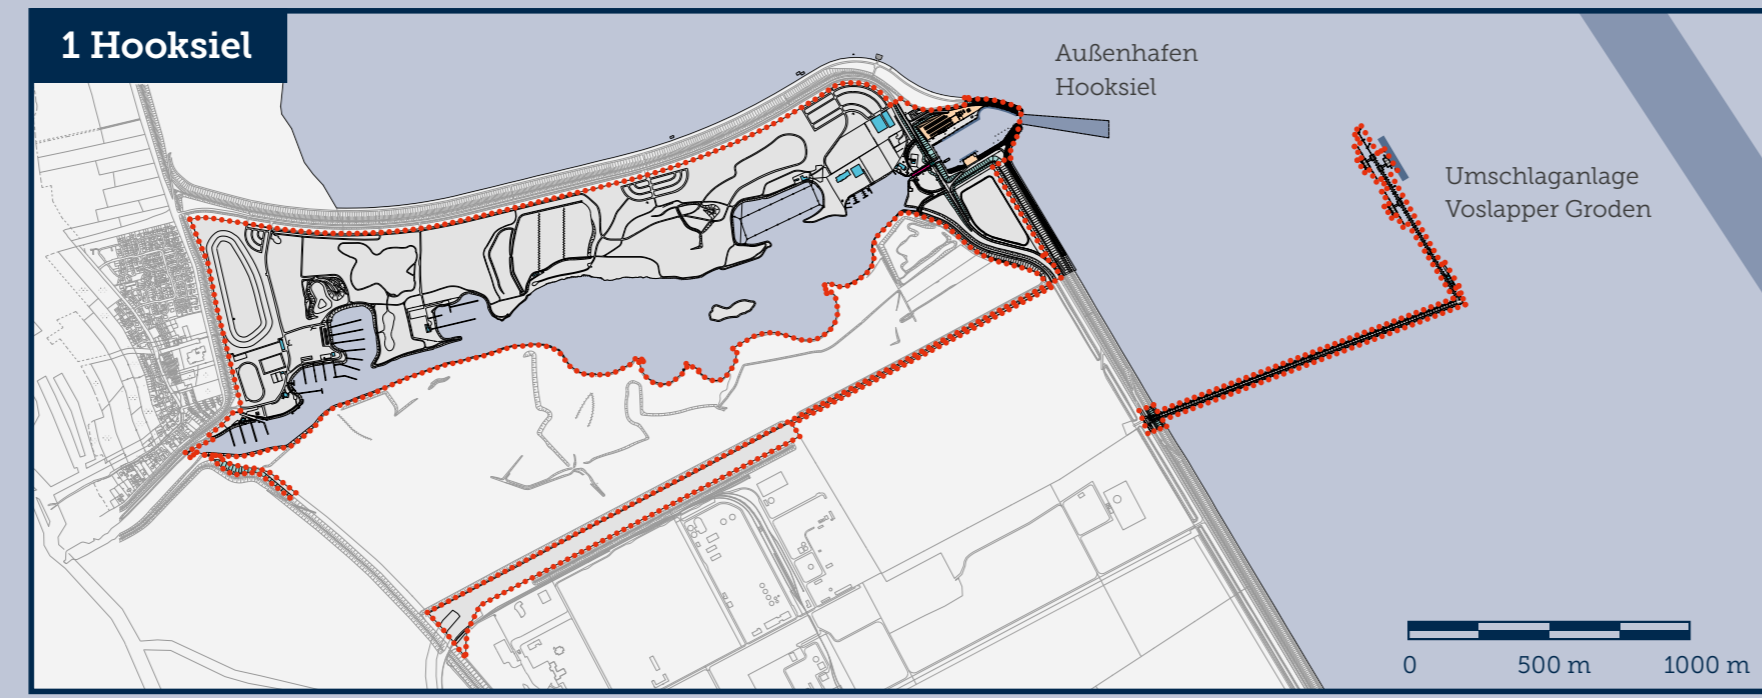 1 Hooksiel
Außenhafen
Hooksiel
Umschlaganlage
Voslapper Groden
0 500 m 1000 m